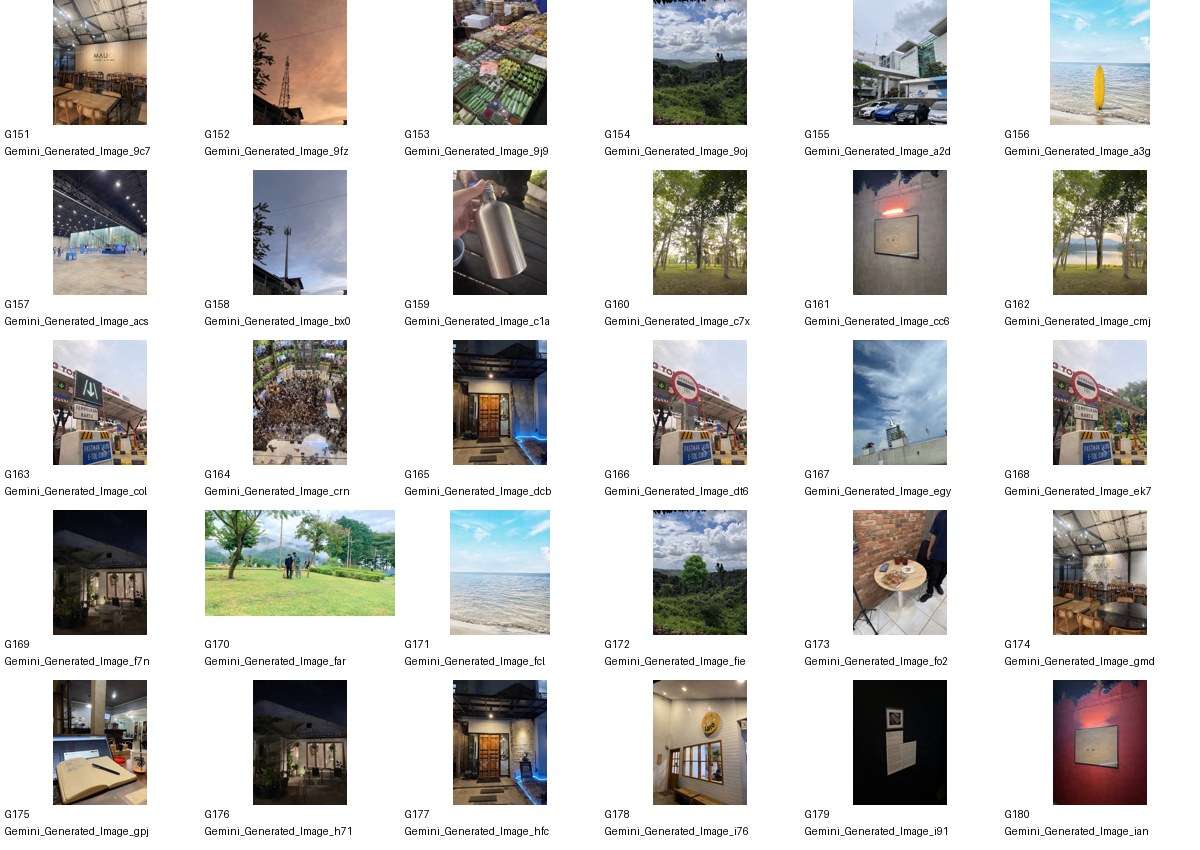 G151
G152
G153
G154
G155
G156
Gemini_Generated_Image_9c7
Gemini_Generated_Image_9fz
Gemini_Generated_Image_9j9
Gemini_Generated_Image_9oj
Gemini_Generated_Image_a2d
Gemini_Generated_Image_a3g
G157
G158
G159
G160
G161
G162
Gemini_Generated_Image_acs
Gemini_Generated_Image_bx0
Gemini_Generated_Image_c1a
Gemini_Generated_Image_c7x
Gemini_Generated_Image_cc6
Gemini_Generated_Image_cmj
G163
G164
G165
G166
G167
G168
Gemini_Generated_Image_col
Gemini_Generated_Image_crn
Gemini_Generated_Image_dcb
Gemini_Generated_Image_dt6
Gemini_Generated_Image_egy
Gemini_Generated_Image_ek7
G169
G170
G171
G172
G173
G174
Gemini_Generated_Image_f7n
Gemini_Generated_Image_far
Gemini_Generated_Image_fcl
Gemini_Generated_Image_fie
Gemini_Generated_Image_fo2
Gemini_Generated_Image_gmd
G175
G176
G177
G178
G179
G180
Gemini_Generated_Image_gpj
Gemini_Generated_Image_h71
Gemini_Generated_Image_hfc
Gemini_Generated_Image_i76
Gemini_Generated_Image_i91
Gemini_Generated_Image_ian